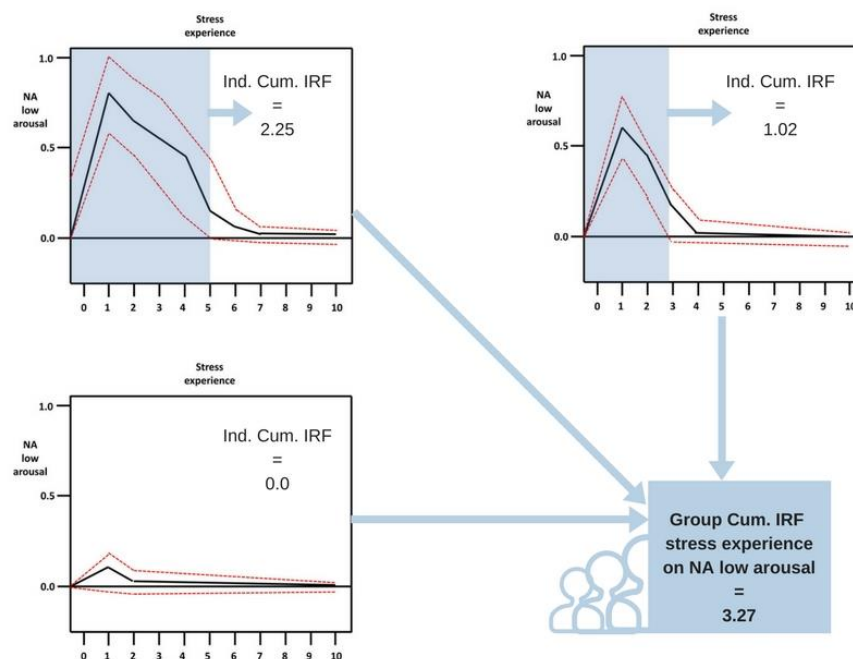 Stress
experience
1.0
NA
low
arousal
0.5
0.0
Ind. Cum. IRF
=
2.25
0 1 2 3 4 5 6 7 8 9 10
Stress
experience
1.0
NA
low
arousal
0.5
0.0
Ind. Cum. IRF
=
1.02
0 1 2 3 4 5 6 7 8 9 10
Stress
experience
1.0
NA
low
arousal
0.5
0.0
Ind. Cum. IRF
=
0.0
0 1 2 3 4 5 6 7 8 9 10
Group Cum. IRF
stress experience
on NA low arousal
=
3.27